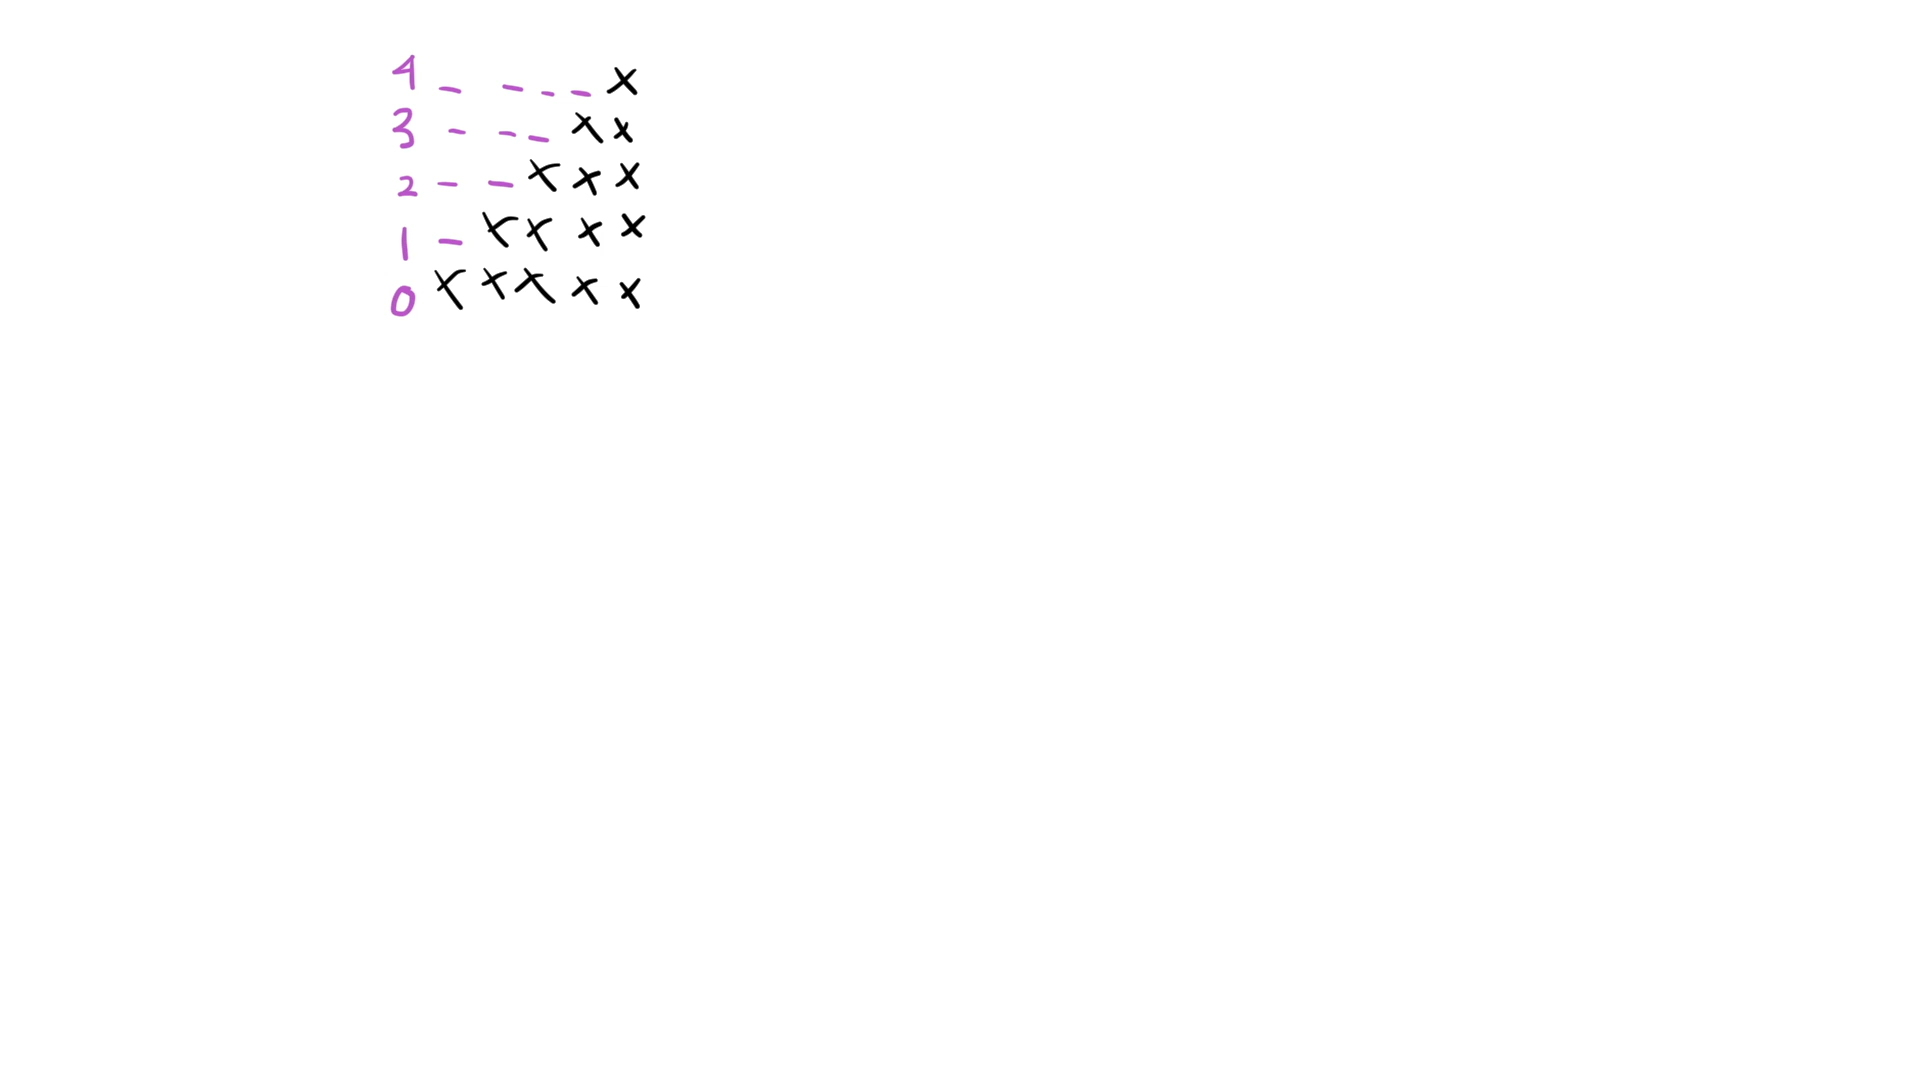 4 - - - - x
3 - - - x x
2 - - x x x
1 - x x x x
0 x x x x x